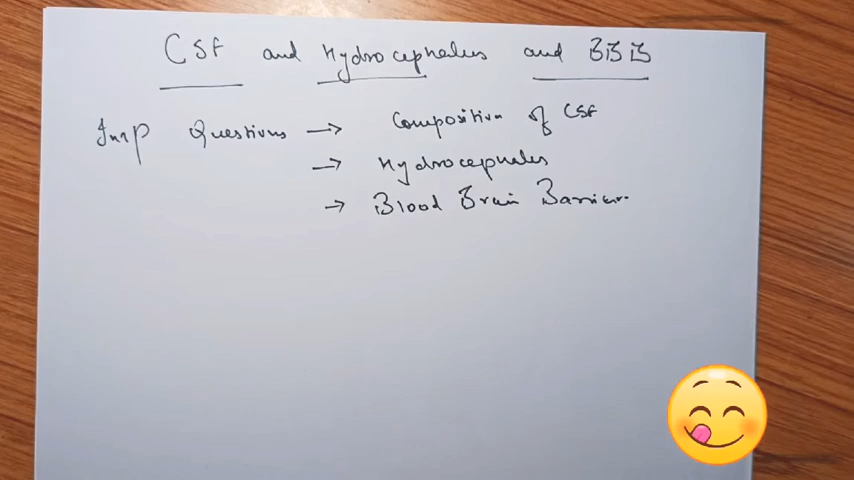 CSF and Hydrocephalus and BBB
Imp Questions → Composition of CSF
→ Hydrocephalus
→ Blood Brain Barrier